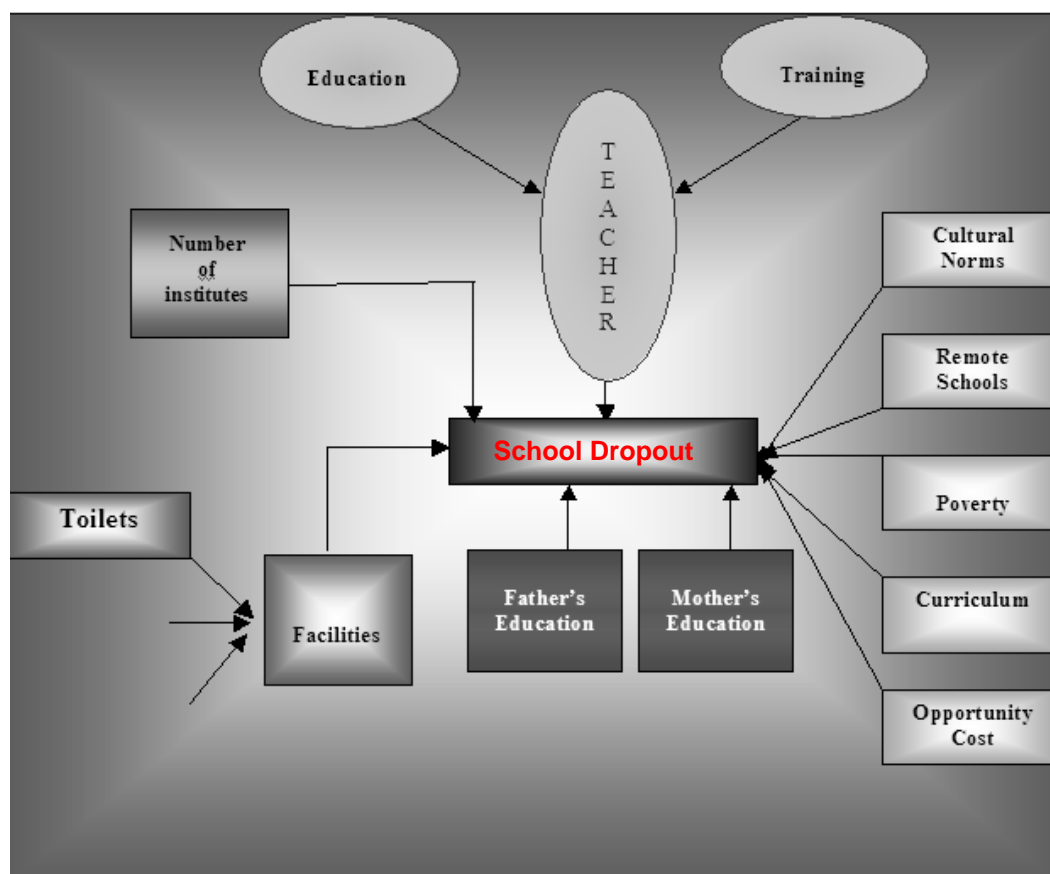 Education
Training
T
E
A
C
H
E
R
Number
of
institutes
Cultural
Norms
Remote
Schools
School Dropout
Poverty
Toilets
Facilities
Father’s
Education
Mother’s
Education
Curriculum
Opportunity
Cost